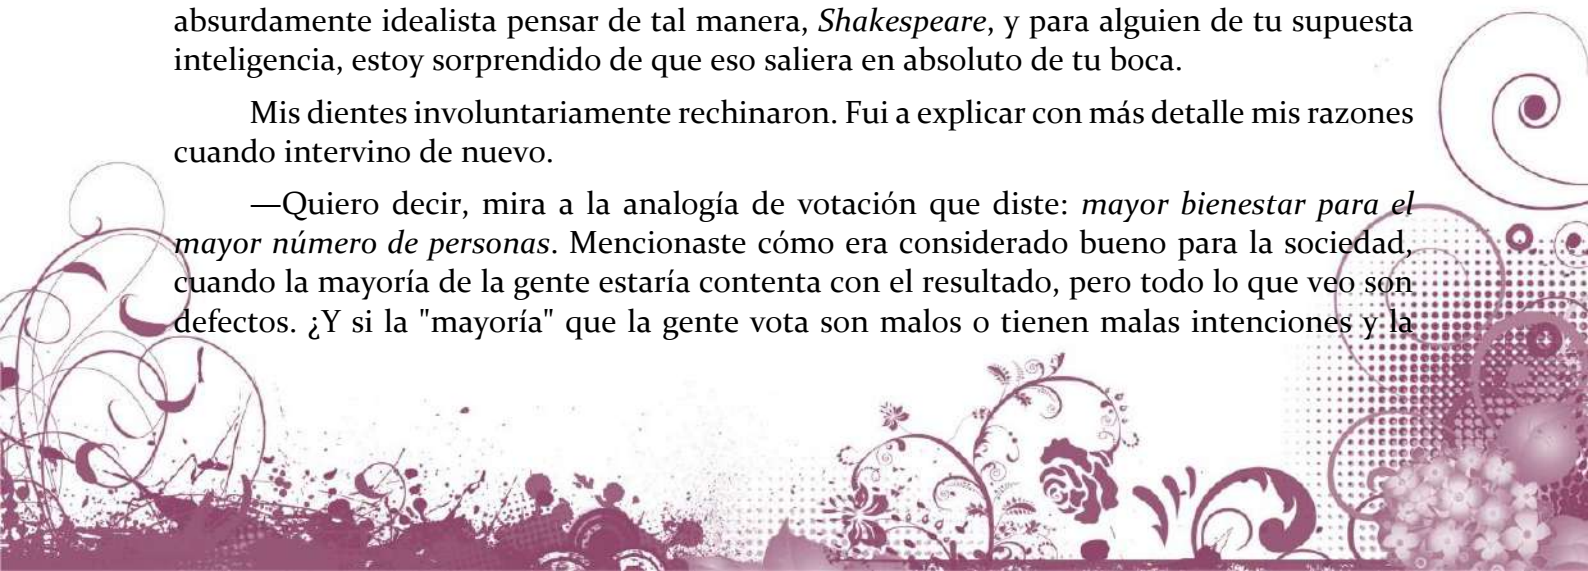 absurdamente idealista pensar de tal manera, Shakespeare, y para alguien de tu supuesta
inteligencia, estoy sorprendido de que eso saliera en absoluto de tu boca.
Mis dientes involuntariamente rechinaron. Fui a explicar con más detalle mis razones
cuando intervino de nuevo.
—Quiero decir, mira a la analogía de votación que diste: mayor bienestar para el
mayor número de personas. Mencionaste cómo era considerado bueno para la sociedad,
cuando la mayoría de la gente estaría contenta con el resultado, pero todo lo que veo son
defectos. ¿Y si la "mayoría" que la gente vota son malos o tienen malas intenciones y la